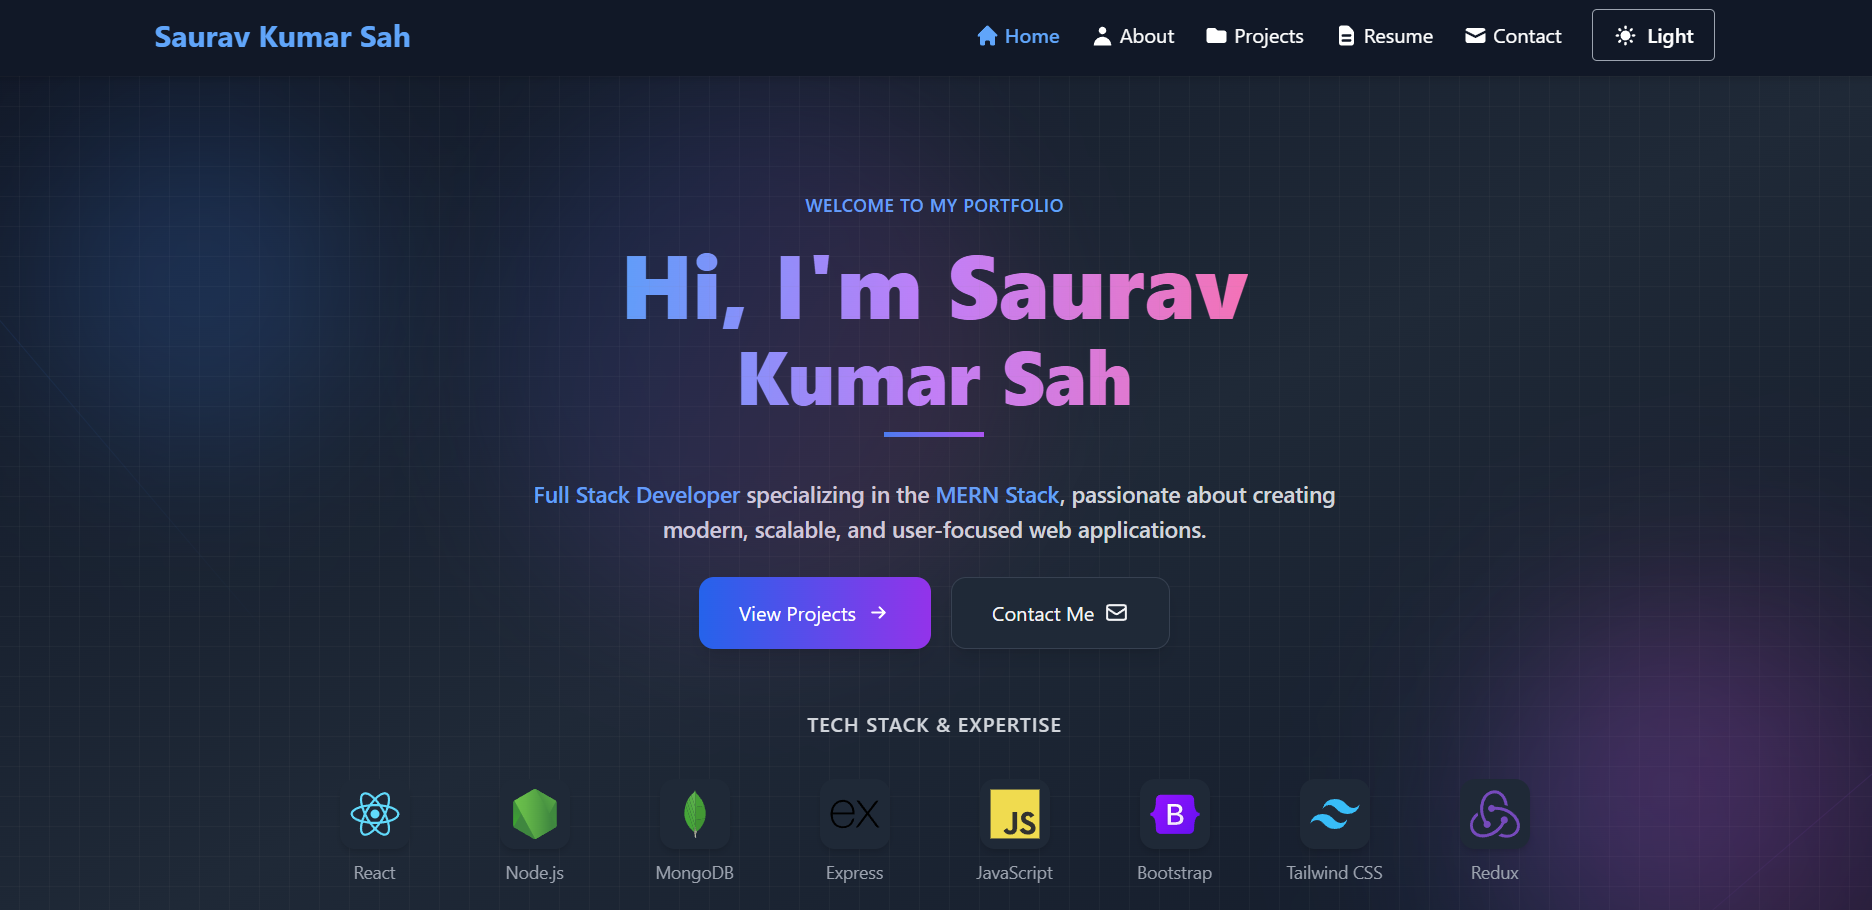 Saurav Kumar Sah
Home About Projects Resume Contact Light
WELCOME TO MY PORTFOLIO
Hi, I'm Saurav
Kumar Sah
Full Stack Developer specializing in the MERN Stack, passionate about creating
modern, scalable, and user-focused web applications.
View Projects Contact Me
TECH STACK & EXPERTISE
ex JS B
React Node.js MongoDB Express JavaScript Bootstrap Tailwind CSS Redux